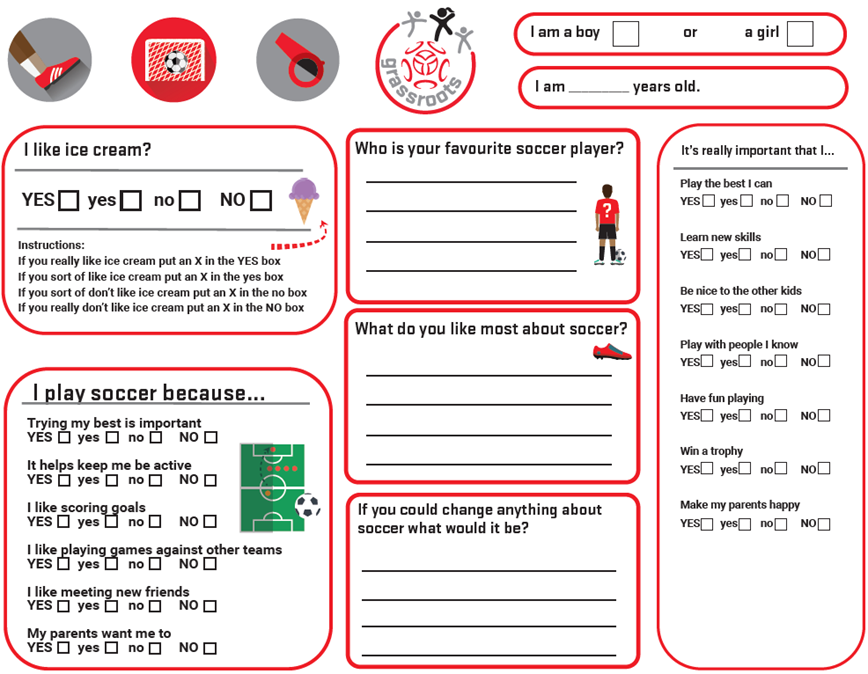 grassroots
I am a boy or a girl
I am ________ years old.
I like ice cream?
YES yes no NO
Instructions:
If you really like ice cream put an X in the YES box
If you sort of like ice cream put an X in the yes box
If you sort of don't like ice cream put an X in the no box
If you really don't like ice cream put an X in the NO box
I play soccer because...
Trying my best is important
YES yes no NO
It helps keep me be active
YES yes no NO
I like scoring goals
YES yes no NO
I like playing games against other teams
YES yes no NO
I like meeting new friends
YES yes no NO
My parents want me to
YES yes no NO
Who is your favourite soccer player?
?
What do you like most about soccer?
If you could change anything about
soccer what would it be?
It's really important that I...
Play the best I can
YES yes no NO
Learn new skills
YES yes no NO
Be nice to the other kids
YES yes no NO
Play with people I know
YES yes no NO
Have fun playing
YES yes no NO
Win a trophy
YES yes no NO
Make my parents happy
YES yes no NO